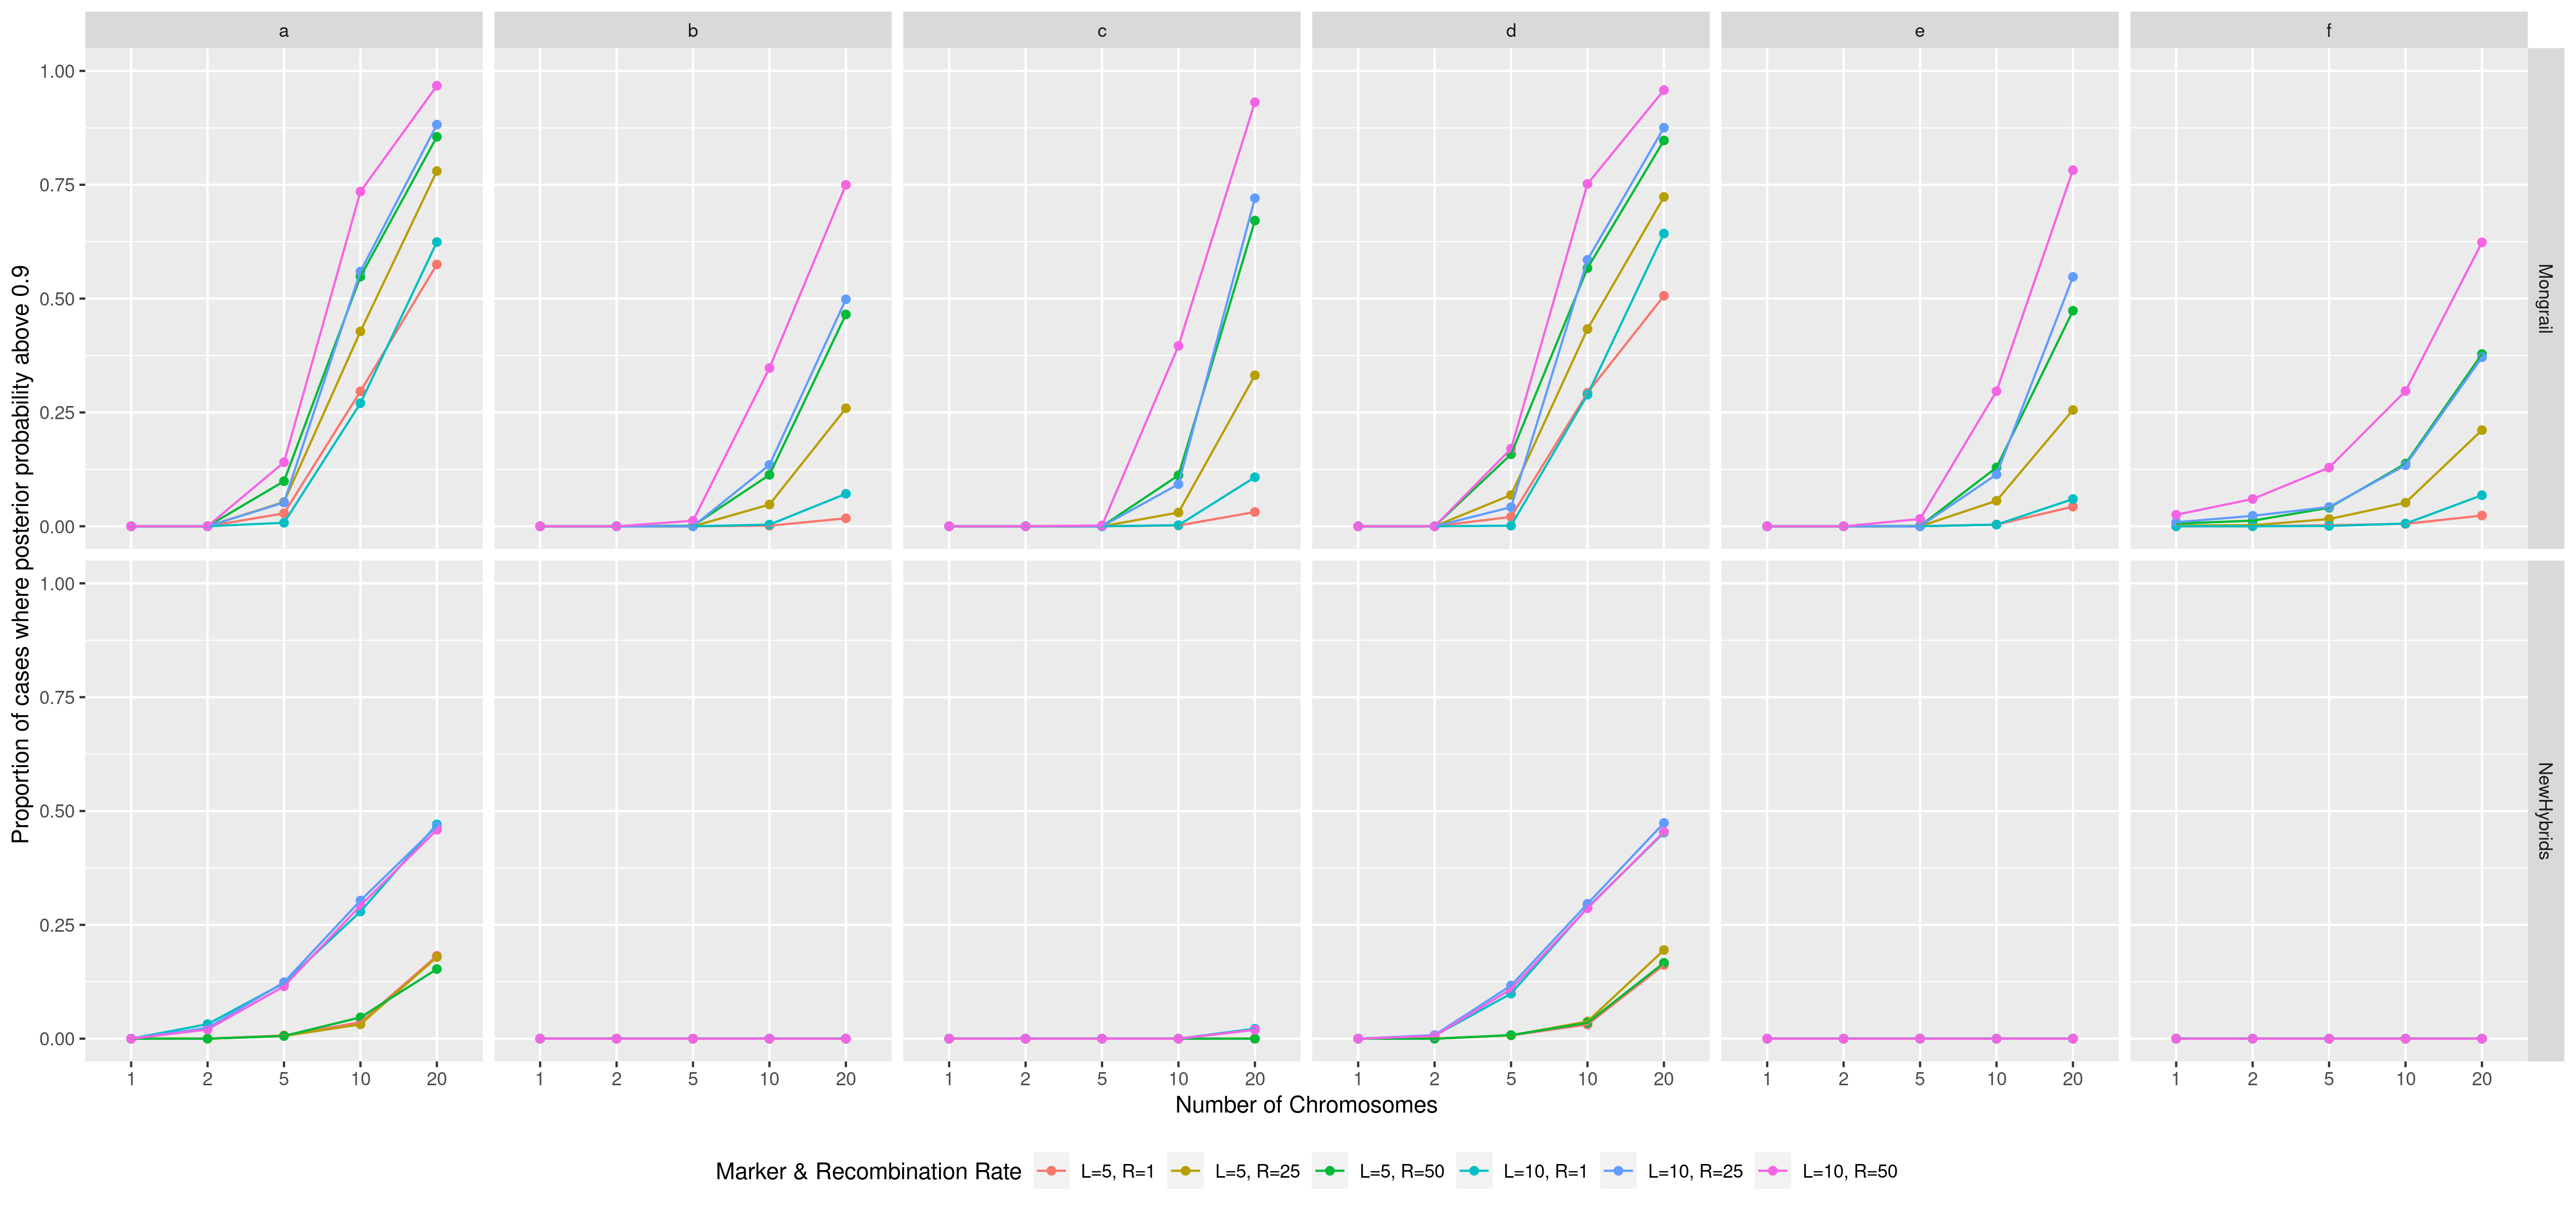 a b c d e f
1.00
0.75
0.50
0.25
0.00
Mongrail
1.00
0.75
0.50
0.25
0.00
NewHybrids
Proportion of cases where posterior probability above 0.9
1 2 5 10 20 1 2 5 10 20 1 2 5 10 20 1 2 5 10 20 1 2 5 10 20 1 2 5 10 20
Number of Chromosomes
Marker & Recombination Rate L=5, R=1 L=5, R=25 L=5, R=50 L=10, R=1 L=10, R=25 L=10, R=50